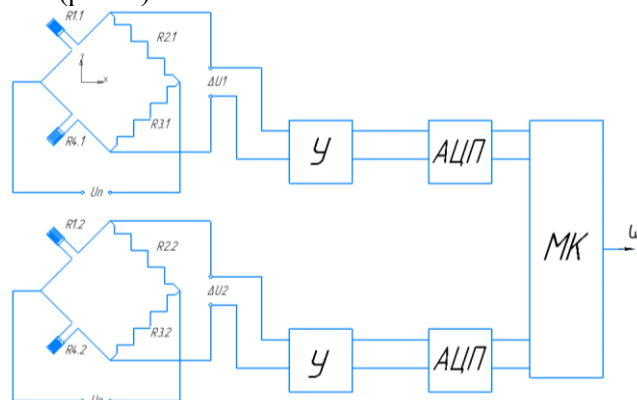 R1.1
R2.1
Y
X
ΔU1
R3.1
R4.1
Uп
У
АЦП
МК
R1.2
R2.2
ΔU2
R3.2
R4.2
У
АЦП